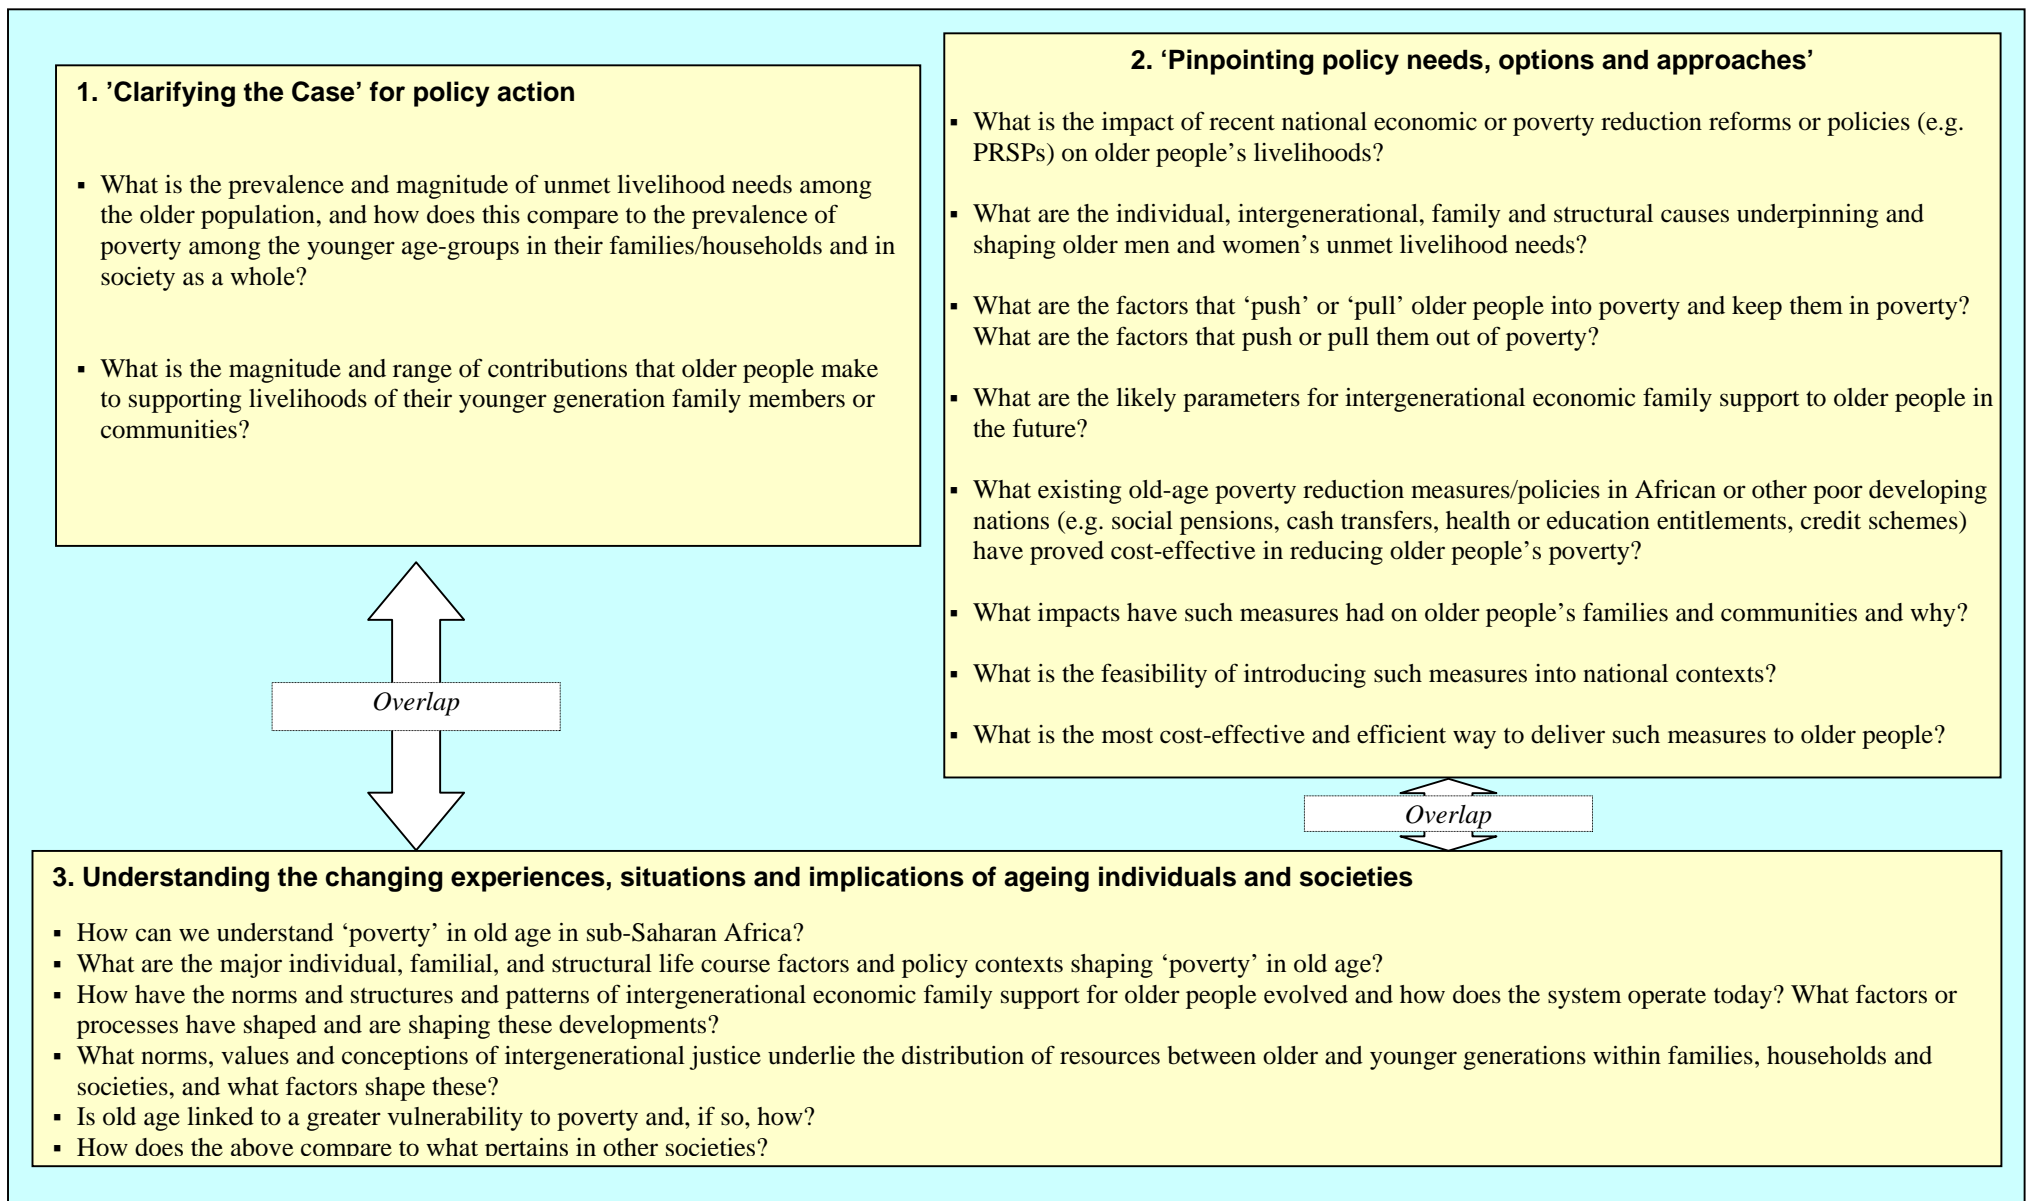 1. ’Clarifying the Case’ for policy action
▪ What is the prevalence and magnitude of unmet livelihood needs among
the older population, and how does this compare to the prevalence of
poverty among the younger age-groups in their families/households and in
society as a whole?
▪ What is the magnitude and range of contributions that older people make
to supporting livelihoods of their younger generation family members or
communities?
2. ‘Pinpointing policy needs, options and approaches’
▪ What is the impact of recent national economic or poverty reduction reforms or policies (e.g.
PRSPs) on older people’s livelihoods?
▪ What are the individual, intergenerational, family and structural causes underpinning and
shaping older men and women’s unmet livelihood needs?
▪ What are the factors that ‘push’ or ‘pull’ older people into poverty and keep them in poverty?
What are the factors that push or pull them out of poverty?
▪ What are the likely parameters for intergenerational economic family support to older people in
the future?
▪ What existing old-age poverty reduction measures/policies in African or other poor developing
nations (e.g. social pensions, cash transfers, health or education entitlements, credit schemes)
have proved cost-effective in reducing older people’s poverty?
▪ What impacts have such measures had on older people’s families and communities and why?
▪ What is the feasibility of introducing such measures into national contexts?
▪ What is the most cost-effective and efficient way to deliver such measures to older people?
Overlap
Overlap
3. Understanding the changing experiences, situations and implications of ageing individuals and societies
▪ How can we understand ‘poverty’ in old age in sub-Saharan Africa?
▪ What are the major individual, familial, and structural life course factors and policy contexts shaping ‘poverty’ in old age?
▪ How have the norms and structures and patterns of intergenerational economic family support for older people evolved and how does the system operate today? What factors or
processes have shaped and are shaping these developments?
▪ What norms, values and conceptions of intergenerational justice underlie the distribution of resources between older and younger generations within families, households and
societies, and what factors shape these?
▪ Is old age linked to a greater vulnerability to poverty and, if so, how?
▪ How does the above compare to what pertains in other societies?